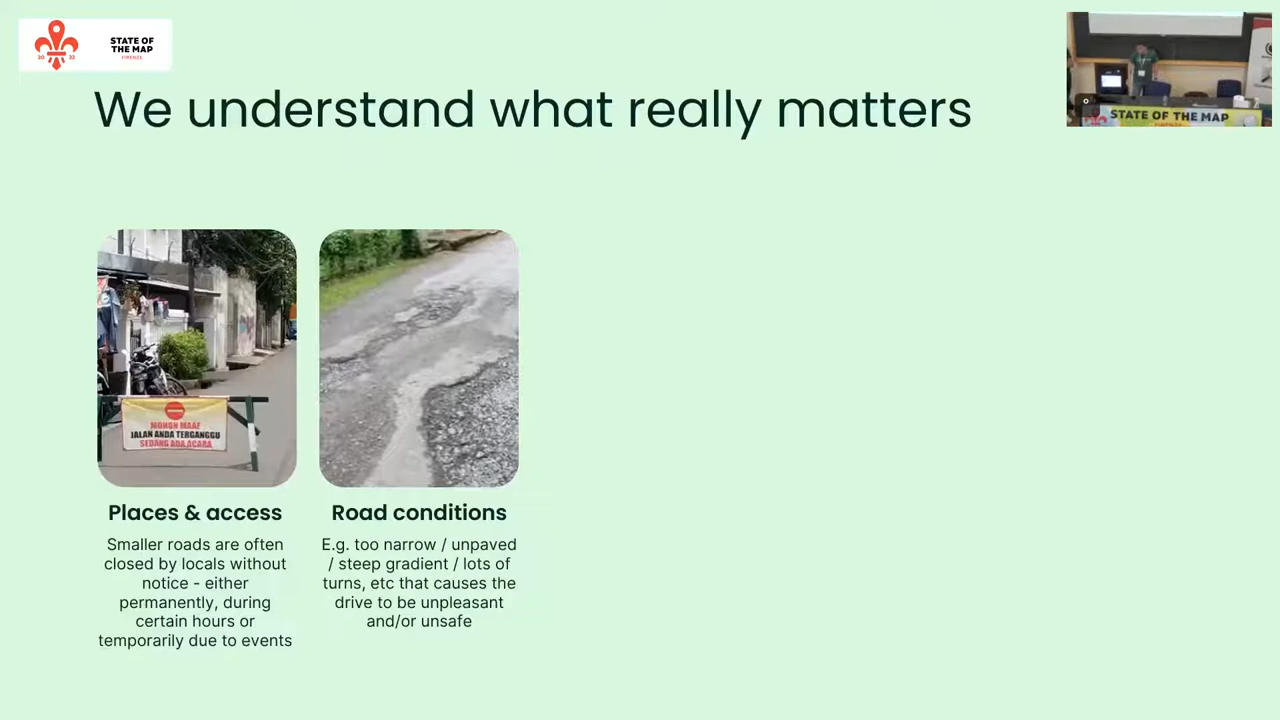 20 22
STATE OF
THE MAP
FIRENZE
STATE OF THE MAP
We understand what really matters
MOHON MAAF
JALAN ANDA TERGANGGU
SEDANG ADA ACARA
Places & access
Smaller roads are often
closed by locals without
notice - either
permanently, during
certain hours or
temporarily due to events
Road conditions
E.g. too narrow / unpaved
/ steep gradient / lots of
turns, etc that causes the
drive to be unpleasant
and/or unsafe